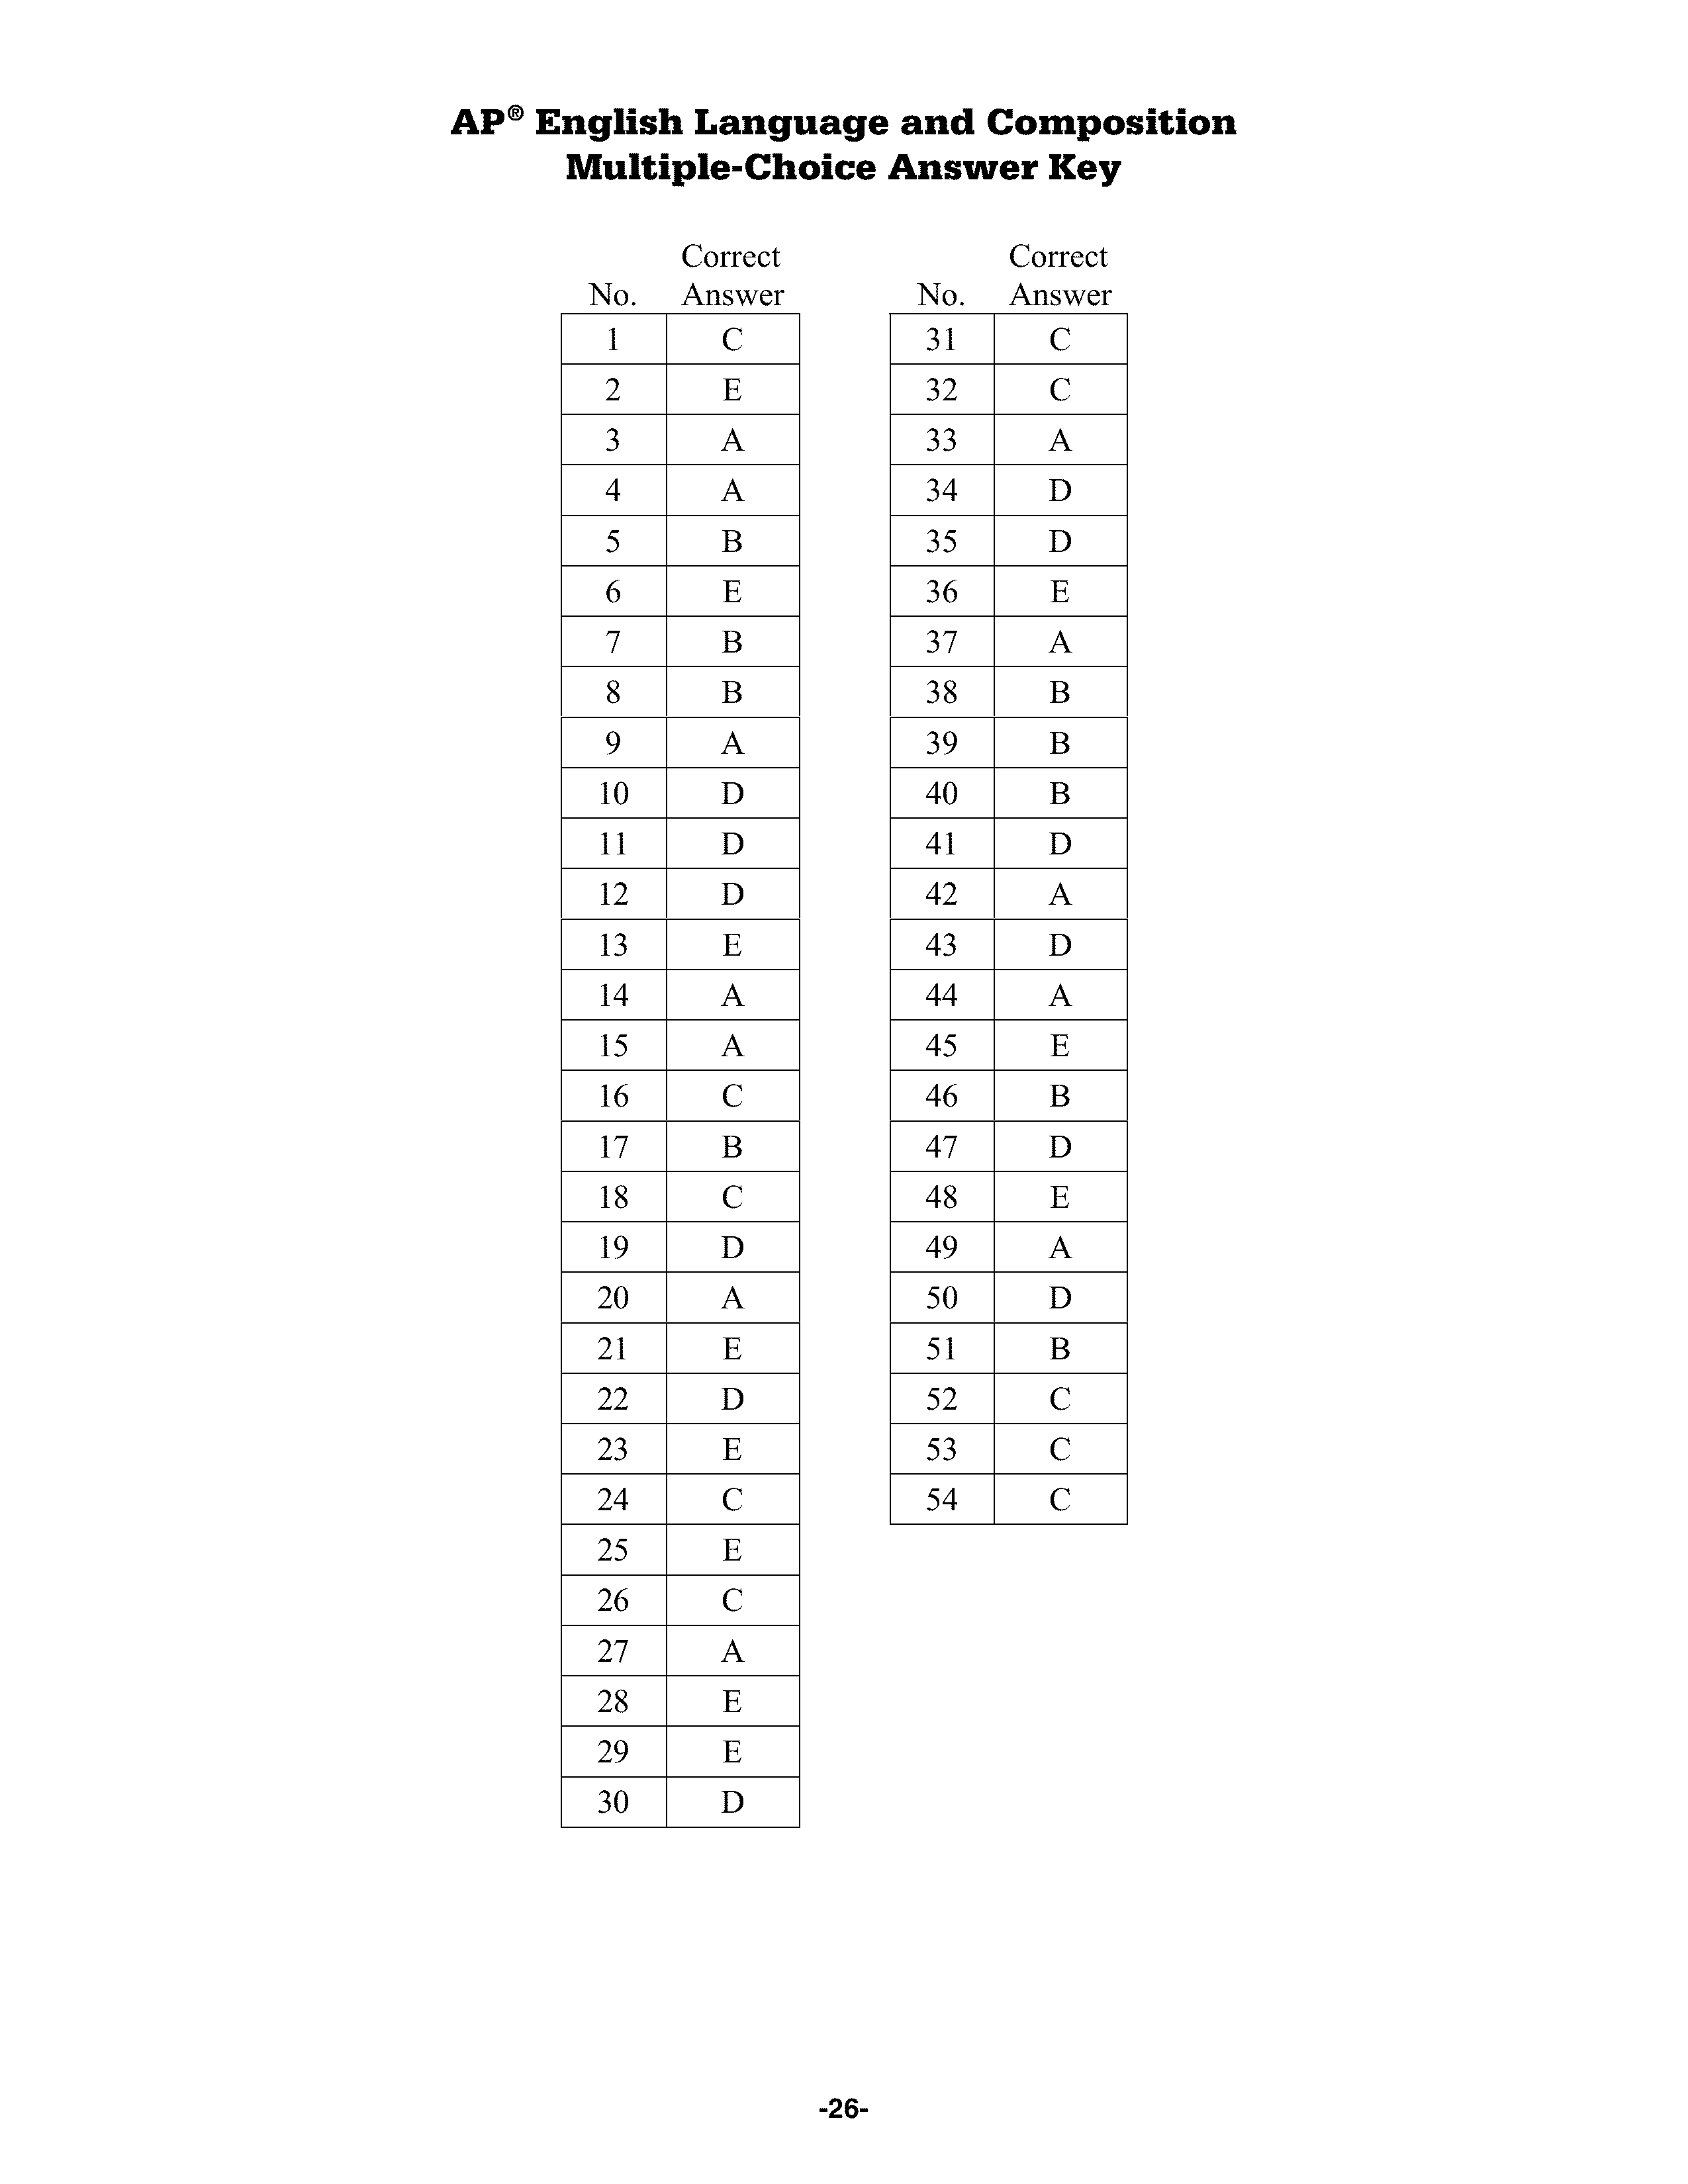 AP® English Language and Composition
Multiple-Choice Answer Key
Correct Correct
No. Answer No. Answer
1 C 31 C
2 E 32 C
3 A 33 A
4 A 34 D
5 B 35 D
6 E 36 E
7 B 37 A
8 B 38 B
9 A 39 B
10 D 40 B
11 D 41 D
12 D 42 A
13 E 43 D
14 A 44 A
15 A 45 E
16 C 46 B
17 B 47 D
18 C 48 E
19 D 49 A
20 A 50 D
21 E 51 B
22 D 52 C
23 E 53 C
24 C 54 C
25 E
26 C
27 A
28 E
29 E
30 D
-26-